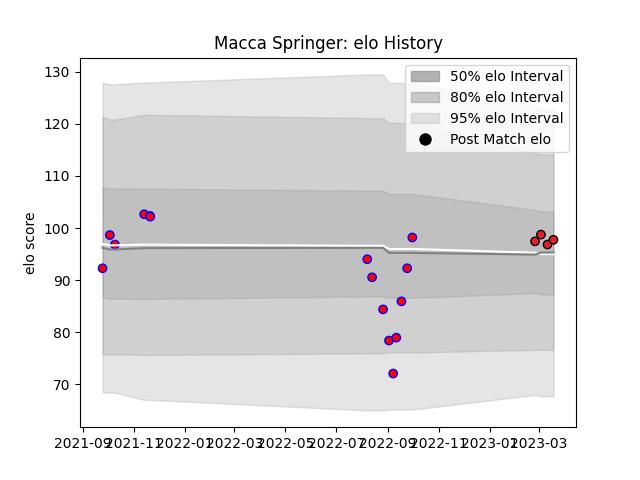 Macca Springer: elo History
elo score
130
120
110
100
90
80
70
50% elo Interval
80% elo Interval
95% elo Interval
Post Match elo
2021-09 2021-11 2022-01 2022-03 2022-05 2022-07 2022-09 2022-11 2023-01 2023-03